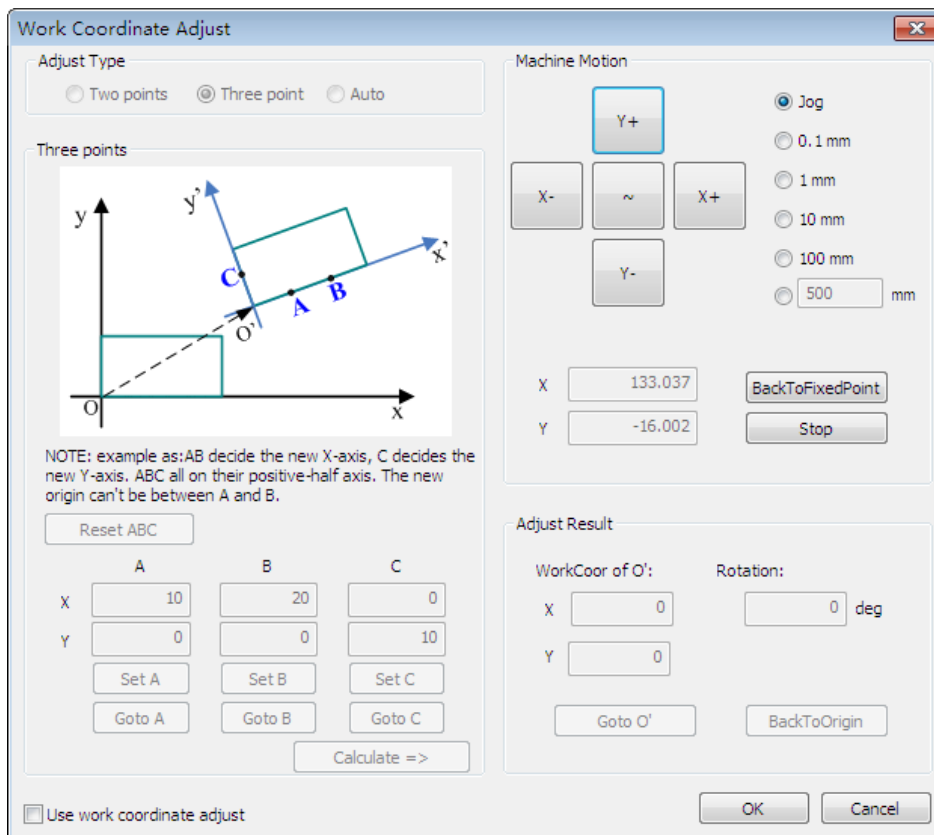 Work Coordinate Adjust
Adjust Type
Two points Three point Auto
Three points
y
y'
x'
C
A
B
O'
O
x
NOTE: example as:AB decide the new X-axis, C decides the
new Y-axis. ABC all on their positive-half axis. The new
origin can't be between A and B.
Reset ABC
A B C
X 10 20 0
Y 0 0 10
Set A Set B Set C
Goto A Goto B Goto C
Calculate =>
Use work coordinate adjust
Machine Motion
Y+
X- ~ X+
Y-
Jog
0.1 mm
1 mm
10 mm
100 mm
500 mm
X 133.037 BackToFixedPoint
Y -16.002 Stop
Adjust Result
WorkCoor of O': Rotation:
X 0 0 deg
Y 0
Goto O' BackToOrigin
OK Cancel